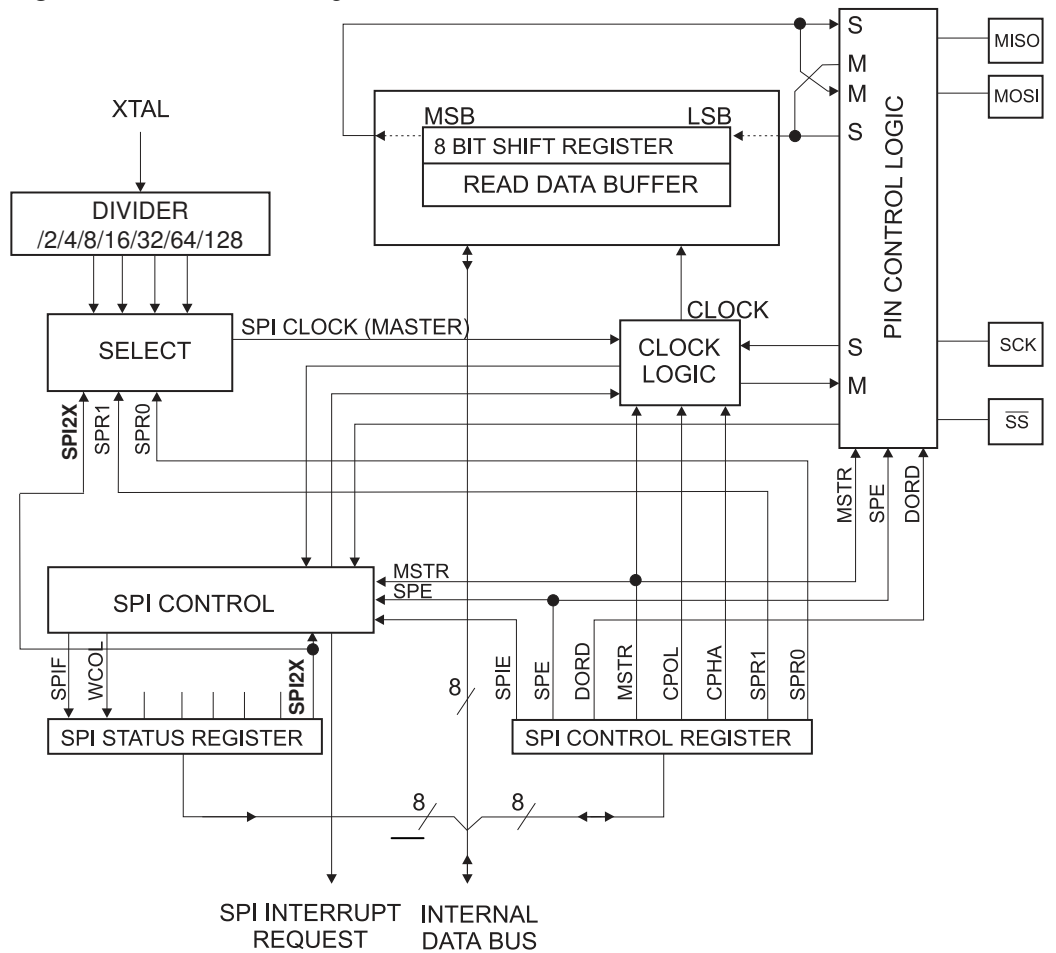 S
MISO
M
M
MOSI
XTAL
MSB
LSB
S
8 BIT SHIFT REGISTER
READ DATA BUFFER
PIN CONTROL LOGIC
DIVIDER
/2/4/8/16/32/64/128
SPI CLOCK (MASTER)
CLOCK
SELECT
CLOCK
LOGIC
S
SCK
M
SPI2X
SPR1
SPR0
SS
MSTR
SPE
DORD
MSTR
SPE
SPI CONTROL
SPIF
WCOL
SPI2X
8
SPIE
SPE
DORD
MSTR
CPOL
CPHA
SPR1
SPR0
SPI STATUS REGISTER
SPI CONTROL REGISTER
8
8
SPI INTERRUPT
REQUEST
INTERNAL
DATA BUS